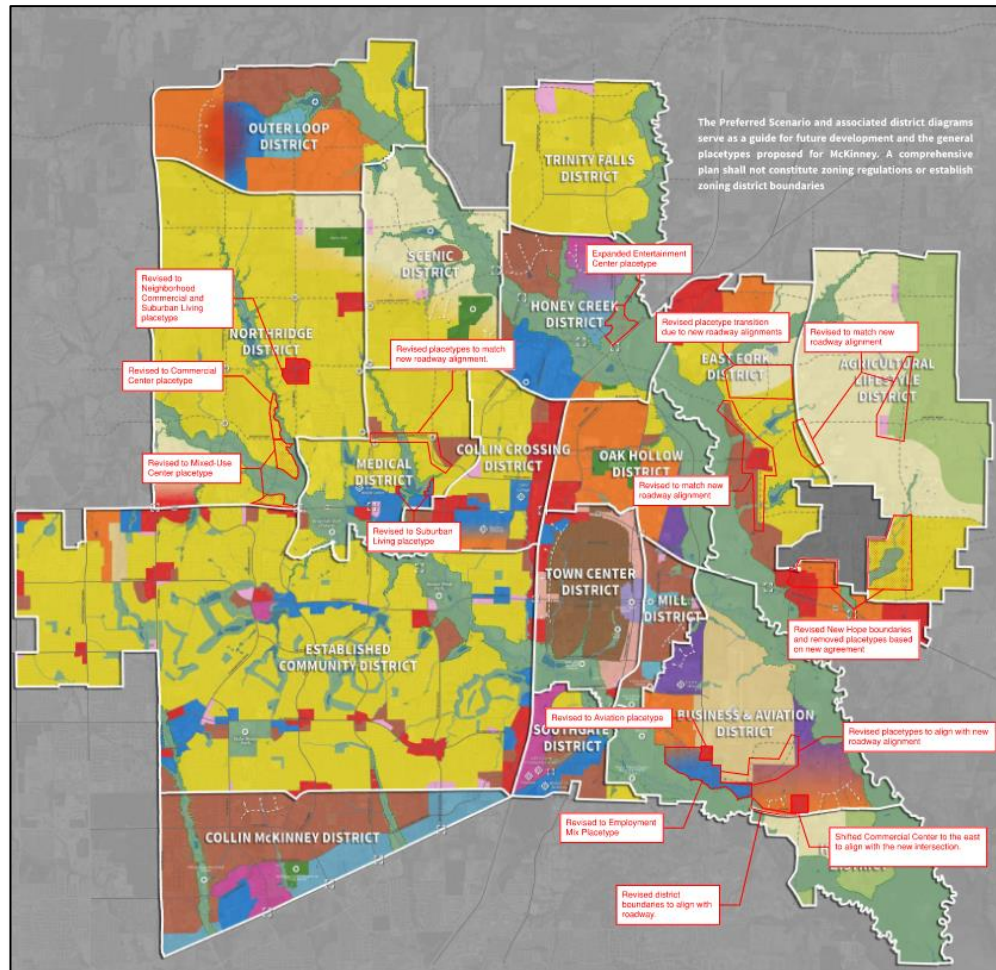 The Preferred Scenario and associated district diagrams
serve as a guide for future development and the general
placetypes proposed for McKinney. A comprehensive
plan shall not constitute zoning regulations or establish
zoning district boundaries
OUTER LOOP
DISTRICT
TRINITY FALLS
DISTRICT
SCENIC
DISTRICT
Expanded Entertainment
Center placetype
HONEY CREEK
DISTRICT
Revised to
Neighborhood
Commercial and
Suburban Living
placetype
NORTHRIDGE
DISTRICT
Revised placetypes to match
new roadway alignment.
Revised placetype transition
due to new roadway alignments
Revised to match new
roadway alignment
EAST FORK
DISTRICT
AGRICULTURAL
LIFESTYLE
DISTRICT
Revised to Commercial
Center placetype
Revised to Mixed-Use
Center placetype
MEDICAL
DISTRICT
COLLIN CROSSING
DISTRICT
OAK HOLLOW
DISTRICT
Revised to match new
roadway alignment
Revised to Suburban
Living placetype
TOWN CENTER
DISTRICT
MILL
DISTRICT
Revised New Hope boundaries
and removed placetypes based
on new agreement
ESTABLISHED
COMMUNITY DISTRICT
Revised to Aviation placetype
BUSINESS & AVIATION
DISTRICT
SOUTHGATE
DISTRICT
Revised placetypes to align with new
roadway alignment
COLLIN McKINNEY DISTRICT
Revised to Employment
Mix Placetype
Shifted Commercial Center to the east
to align with the new intersection.
DISTRICT
Revised district
boundaries to align with
roadway.